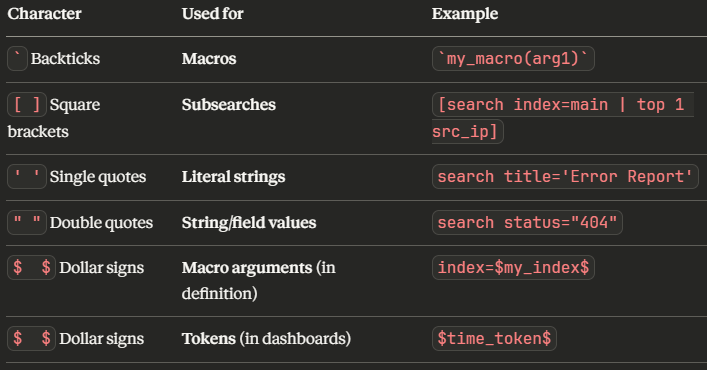 Character Used for Example
` Backticks Macros `my_macro(arg1)`
[ ] Square Subsearches [search index=main | top 1
brackets src_ip]
' ' Single quotes Literal strings search title='Error Report'
" " Double quotes String/field values search status="404"
$ $ Dollar signs Macro arguments (in index=$my_index$
definition)
$ $ Dollar signs Tokens (in dashboards) $time_token$